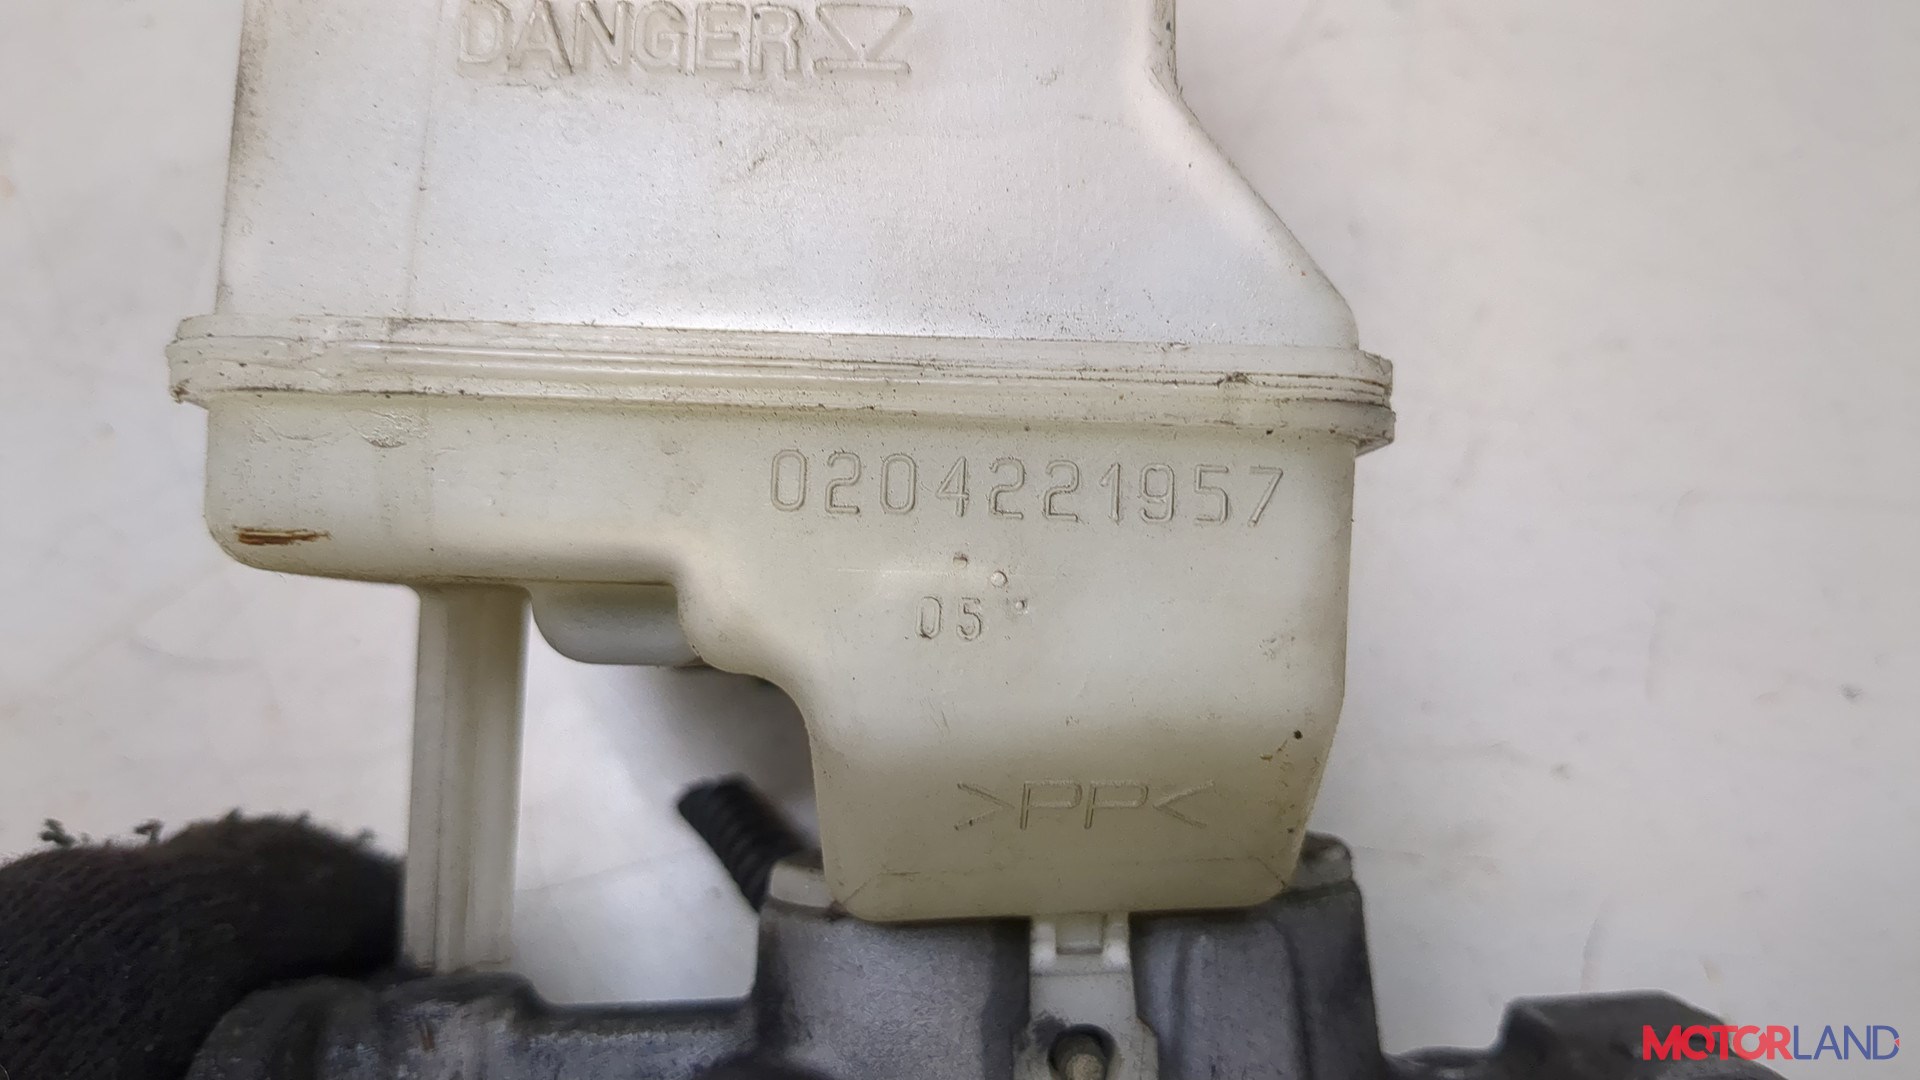 DANGER
0204221957
05
>PP<
MOTORLAND